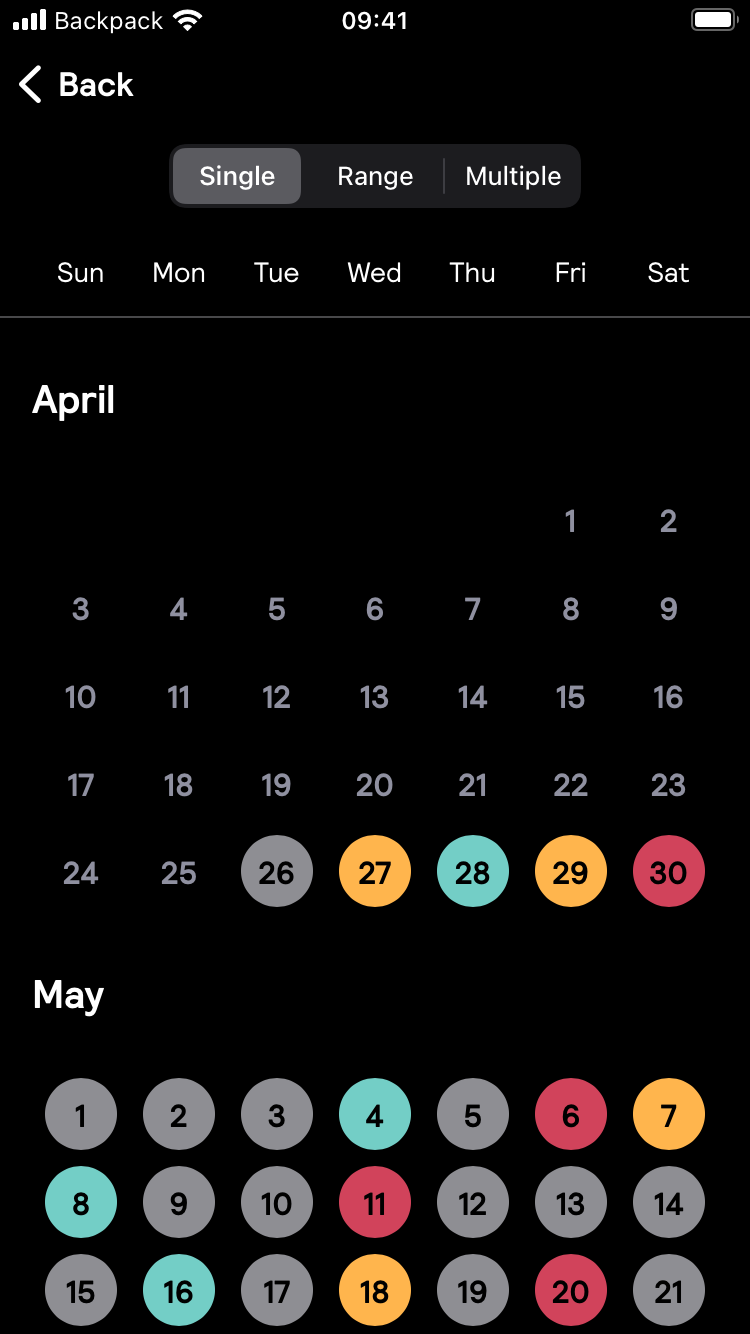 Backpack 09:41
Back
Single Range Multiple
Sun Mon Tue Wed Thu Fri Sat
April
1 2
3 4 5 6 7 8 9
10 11 12 13 14 15 16
17 18 19 20 21 22 23
24 25 26 27 28 29 30
May
1 2 3 4 5 6 7
8 9 10 11 12 13 14
15 16 17 18 19 20 21